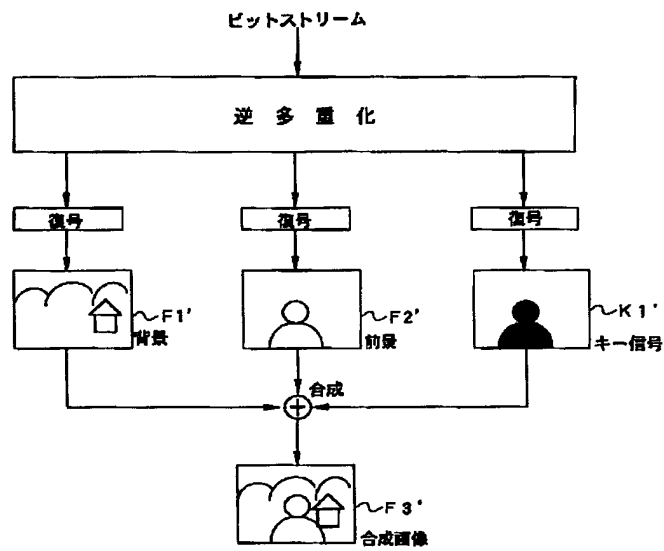 ビットストリーム
逆多重化
復号
復号
復号
F1'
背景
F2'
前景
K1'
キー信号
合成
F3'
合成画像